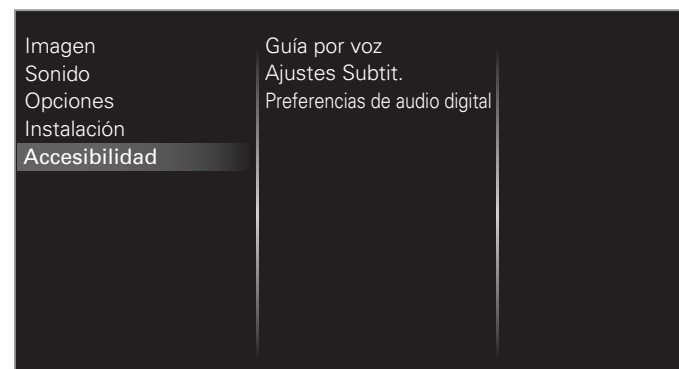 Imagen
Sonido
Opciones
Instalación
Accesibilidad
Guía por voz
Ajustes Subtit.
Preferencias de audio digital